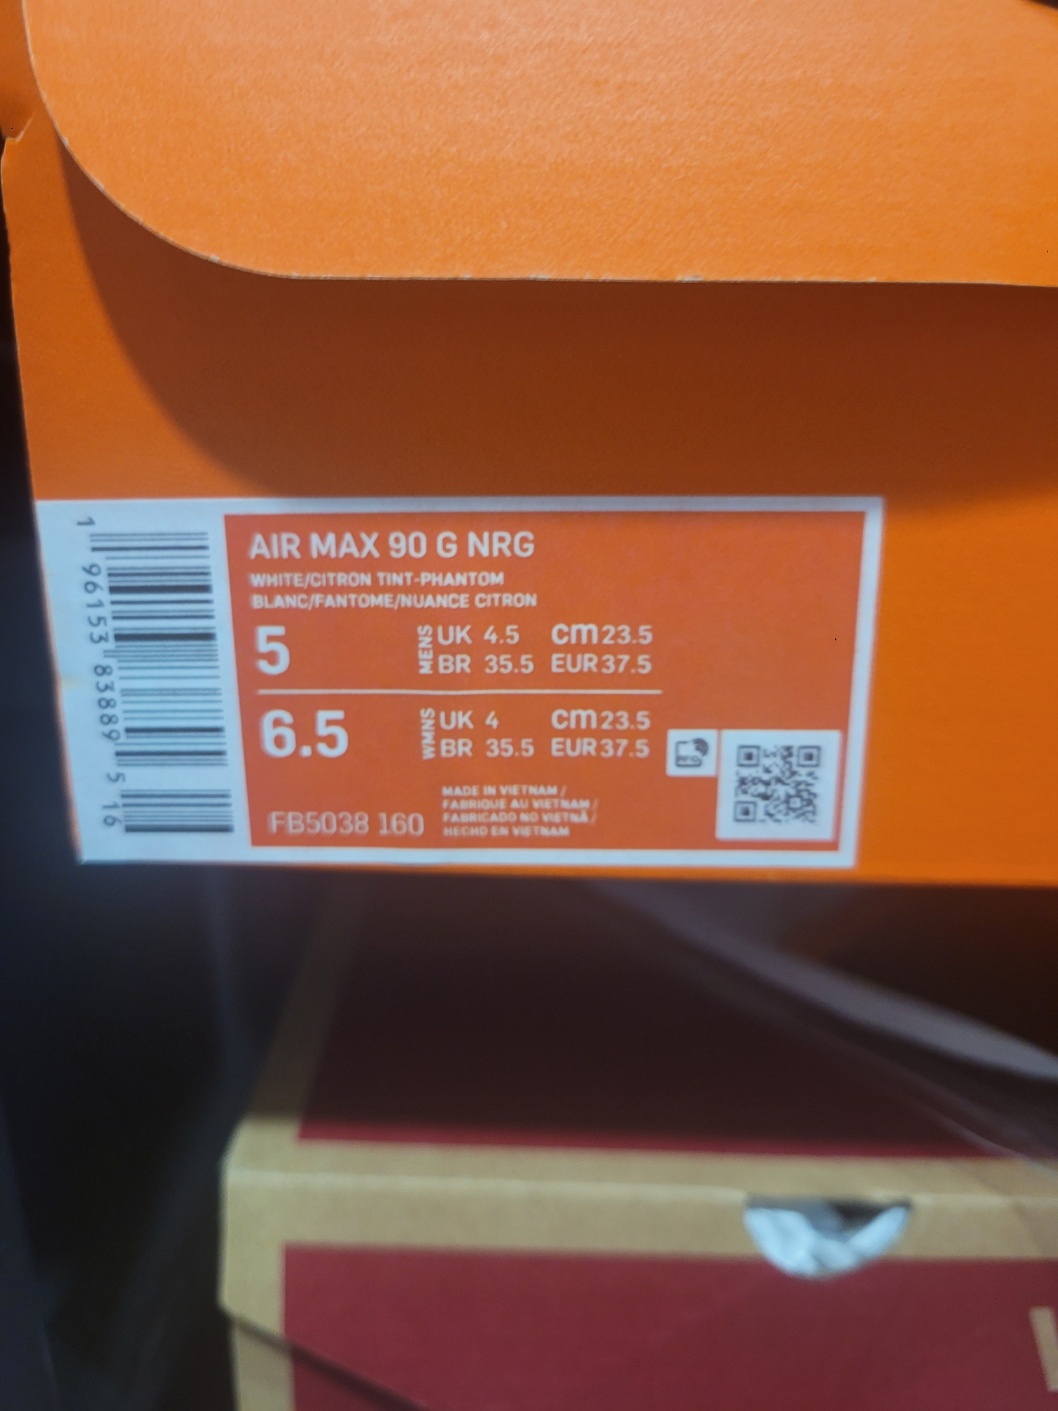 AIR MAX 90 G NRG
WHITE/CITRON TINT-PHANTOM
BLANC/FANTOME/NUANCE CITRON
5 MENS UK 4.5 cm 23.5
BR 35.5 EUR 37.5
6.5 WMNS UK 4 cm 23.5
BR 35.5 EUR 37.5
MADE IN VIETNAM /
FABRIQUE AU VIETNAM /
FABRICADO NO VIETNÃ /
HECHO EN VIETNAM
FB5038 160
1 96153 83889 5 16